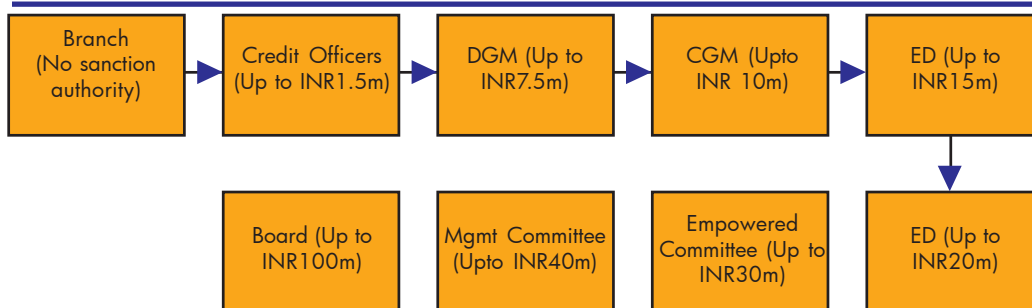 Branch
(No sanction
authority)
Credit Officers
(Up to INR1.5m)
DGM (Up to
INR7.5m)
CGM (Upto
INR 10m)
ED (Up to
INR15m)
Board (Up to
INR100m)
Mgmt Committee
(Upto INR40m)
Empowered
Committee (Up to
INR30m)
ED (Up to
INR20m)